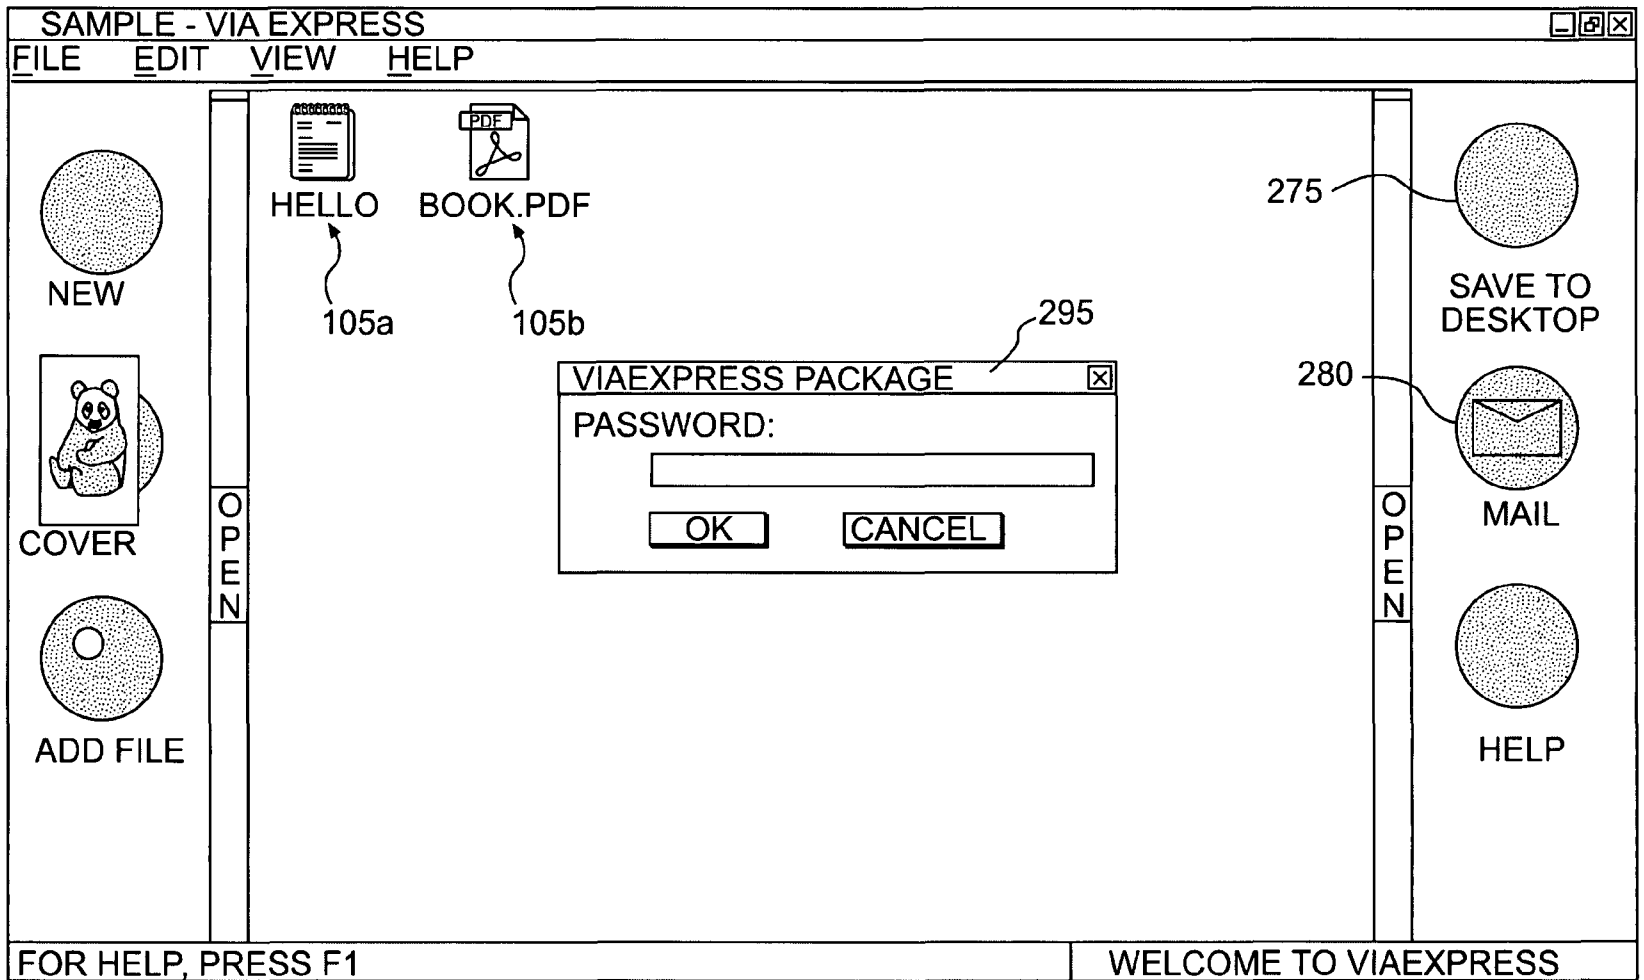 SAMPLE - VIA EXPRESS
FILE EDIT VIEW HELP
NEW
COVER
ADD FILE
OPEN
PDF
HELLO
BOOK.PDF
105a
105b
295
VIAEXPRESS PACKAGE
PASSWORD:
OK
CANCEL
OPEN
275
SAVE TO
DESKTOP
280
MAIL
HELP
FOR HELP, PRESS F1
WELCOME TO VIAEXPRESS